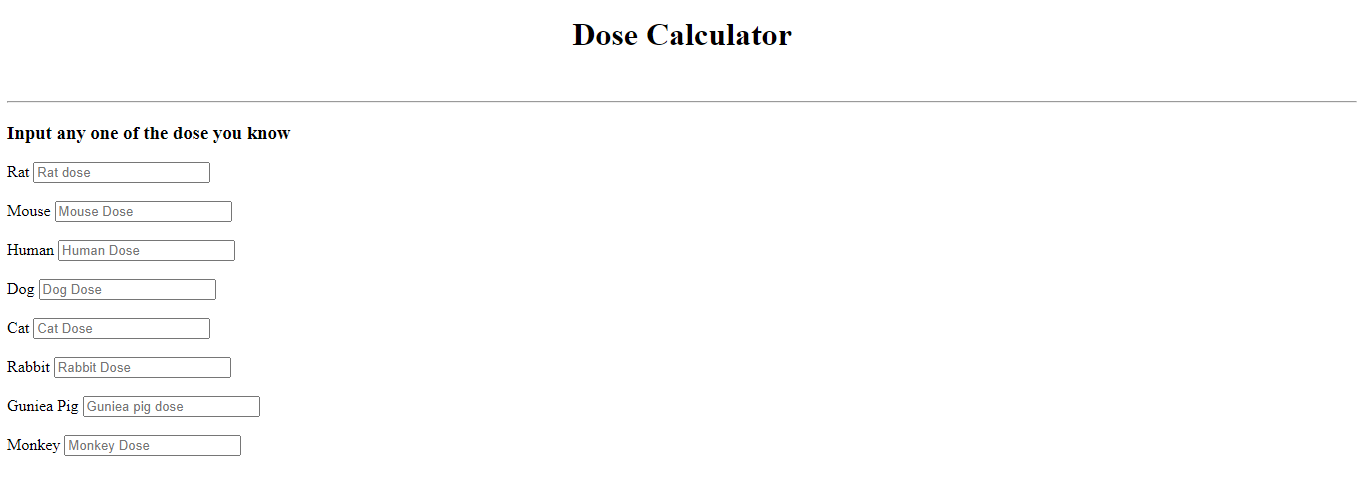 Dose Calculator
Input any one of the dose you know
Rat Rat dose
Mouse Mouse Dose
Human Human Dose
Dog Dog Dose
Cat Cat Dose
Rabbit Rabbit Dose
Guniea Pig Guniea pig dose
Monkey Monkey Dose